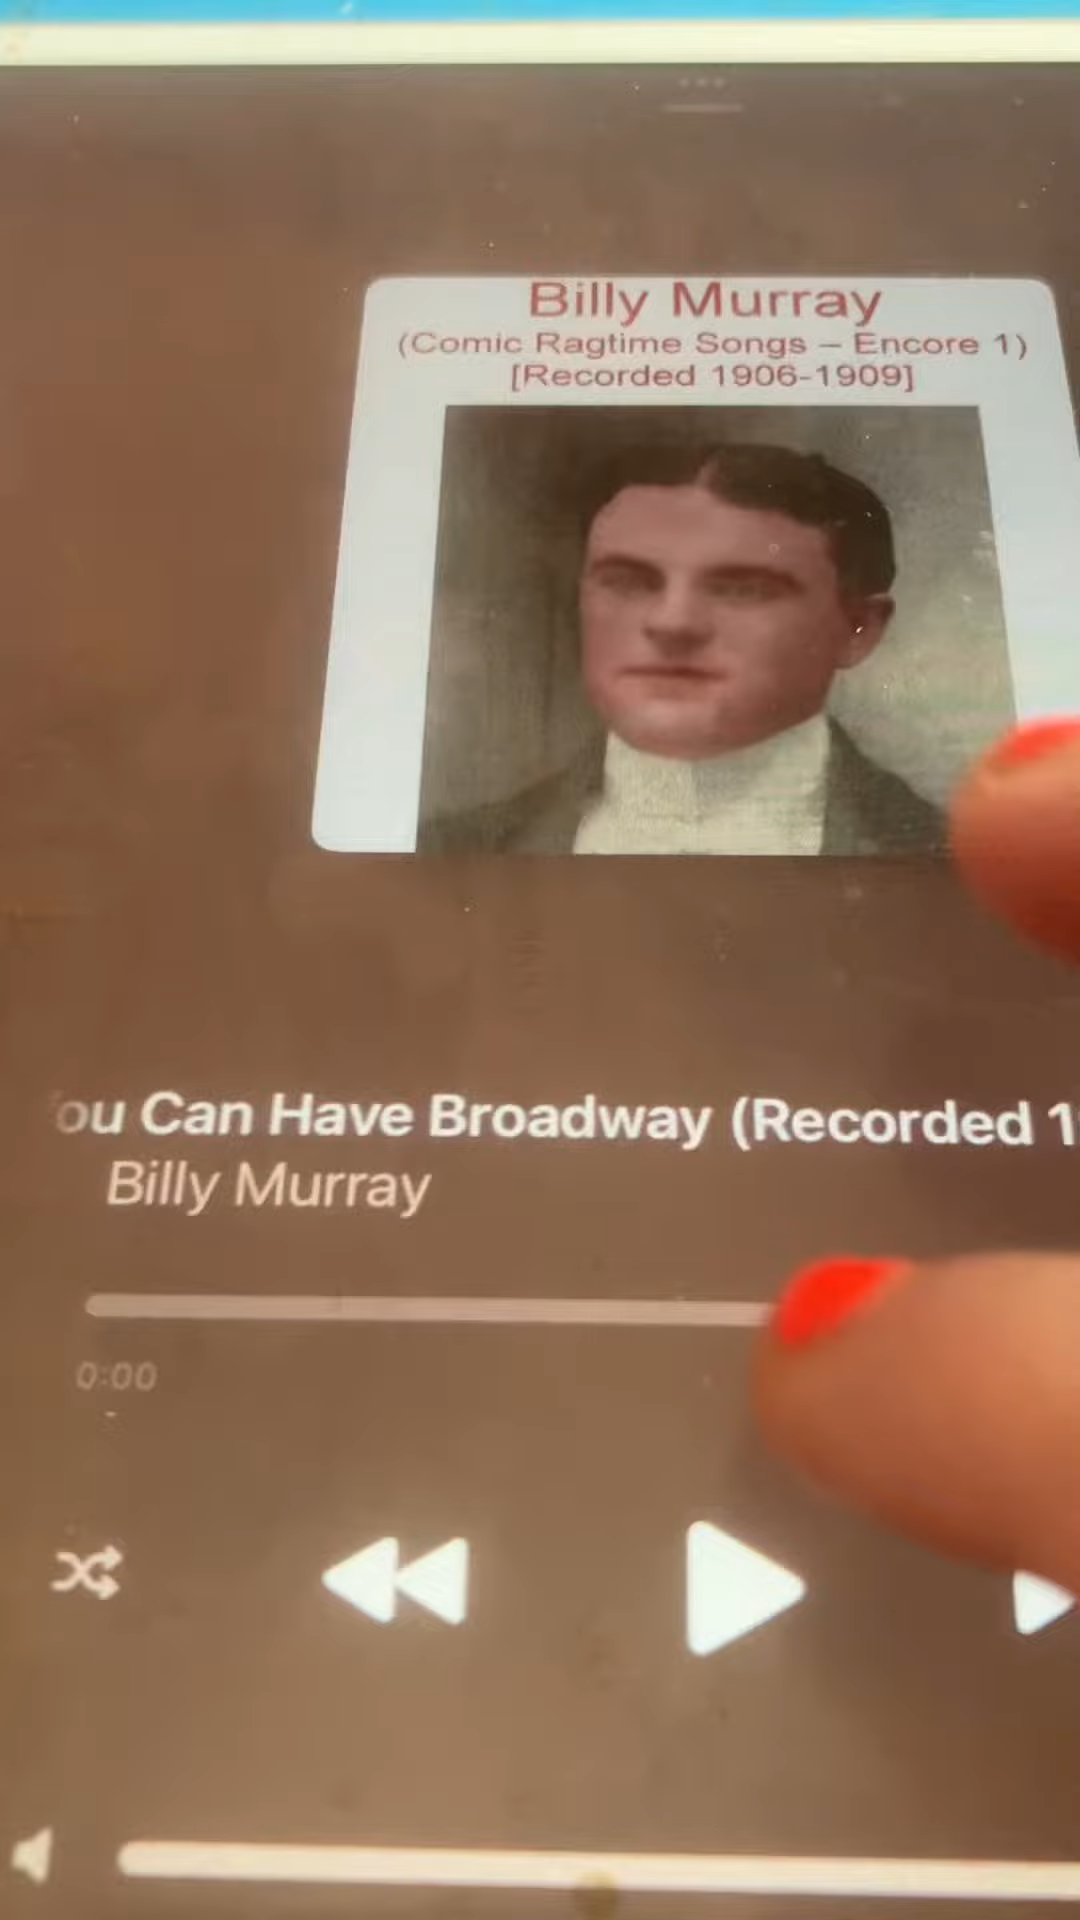 Billy Murray
(Comic Ragtime Songs – Encore 1)
[Recorded 1906-1909]
ou Can Have Broadway (Recorded 1
Billy Murray
0:00